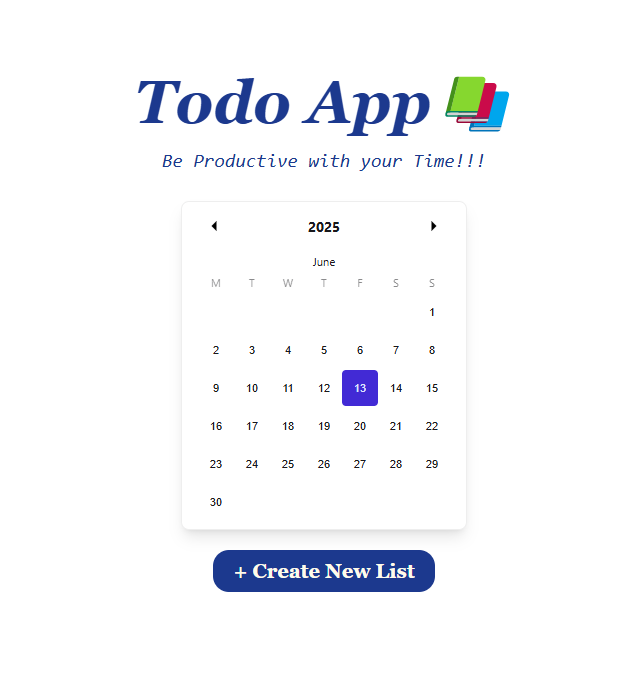 Todo App
Be Productive with your Time!!!
2025
June
M T W T F S S
1
2 3 4 5 6 7 8
9 10 11 12 13 14 15
16 17 18 19 20 21 22
23 24 25 26 27 28 29
30
+ Create New List